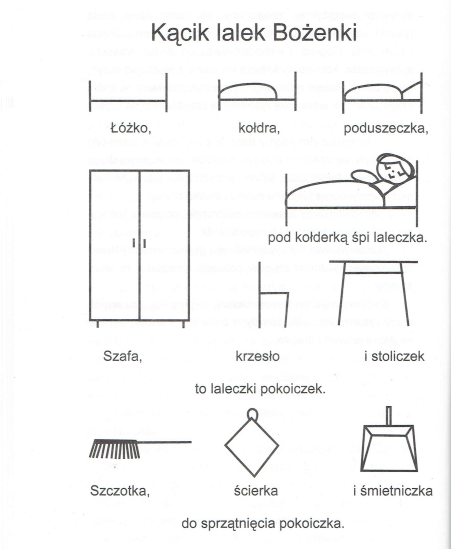 Kącik lalek Bożenki
Łóżko, kołdra, poduszeczka,
pod kołderką śpi laleczka.
Szafa, krzesło i stoliczek
to laleczki pokoiczek.
Szczotka, ścierka i śmietniczka
do sprzątnięcia pokoiczka.